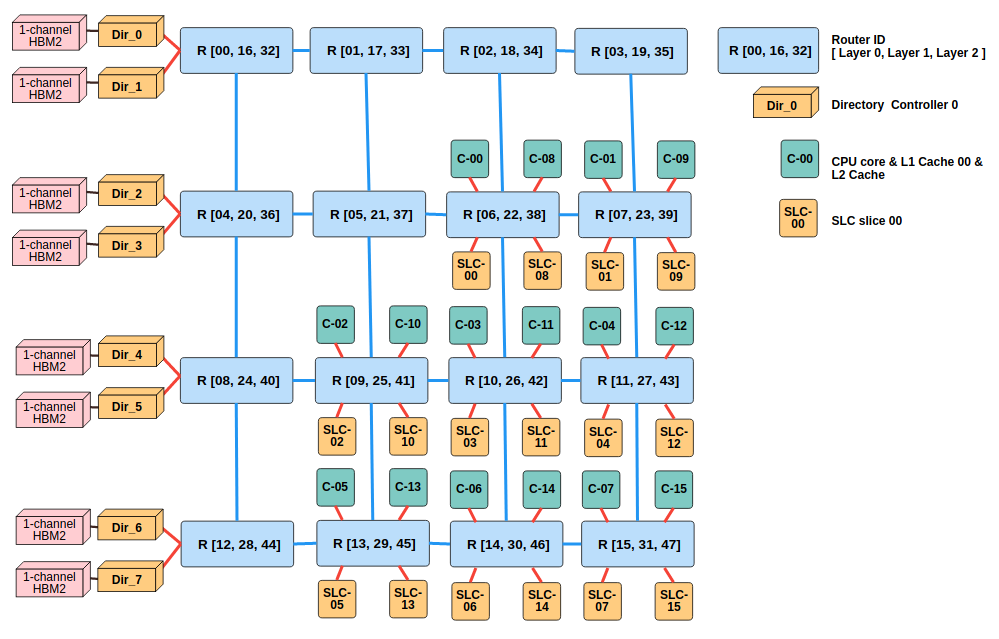 1-channel
HBM2
Dir_0
R [00, 16, 32]
R [01, 17, 33]
R [02, 18, 34]
R [03, 19, 35]
1-channel
HBM2
Dir_1
R [00, 16, 32]
Router ID
[ Layer 0, Layer 1, Layer 2 ]
Dir_0
Directory Controller 0
C-00
CPU core & L1 Cache 00 &
L2 Cache
SLC-
00
SLC slice 00
C-00
C-08
C-01
C-09
1-channel
HBM2
Dir_2
1-channel
HBM2
Dir_3
R [04, 20, 36]
R [05, 21, 37]
R [06, 22, 38]
R [07, 23, 39]
SLC-
00
SLC-
08
SLC-
01
SLC-
09
C-02
C-10
C-03
C-11
C-04
C-12
1-channel
HBM2
Dir_4
1-channel
HBM2
Dir_5
R [08, 24, 40]
R [09, 25, 41]
R [10, 26, 42]
R [11, 27, 43]
SLC-
02
SLC-
10
SLC-
03
SLC-
11
SLC-
04
SLC-
12
C-05
C-13
C-06
C-14
C-07
C-15
1-channel
HBM2
Dir_6
1-channel
HBM2
Dir_7
R [12, 28, 44]
R [13, 29, 45]
R [14, 30, 46]
R [15, 31, 47]
SLC-
05
SLC-
13
SLC-
06
SLC-
14
SLC-
07
SLC-
15